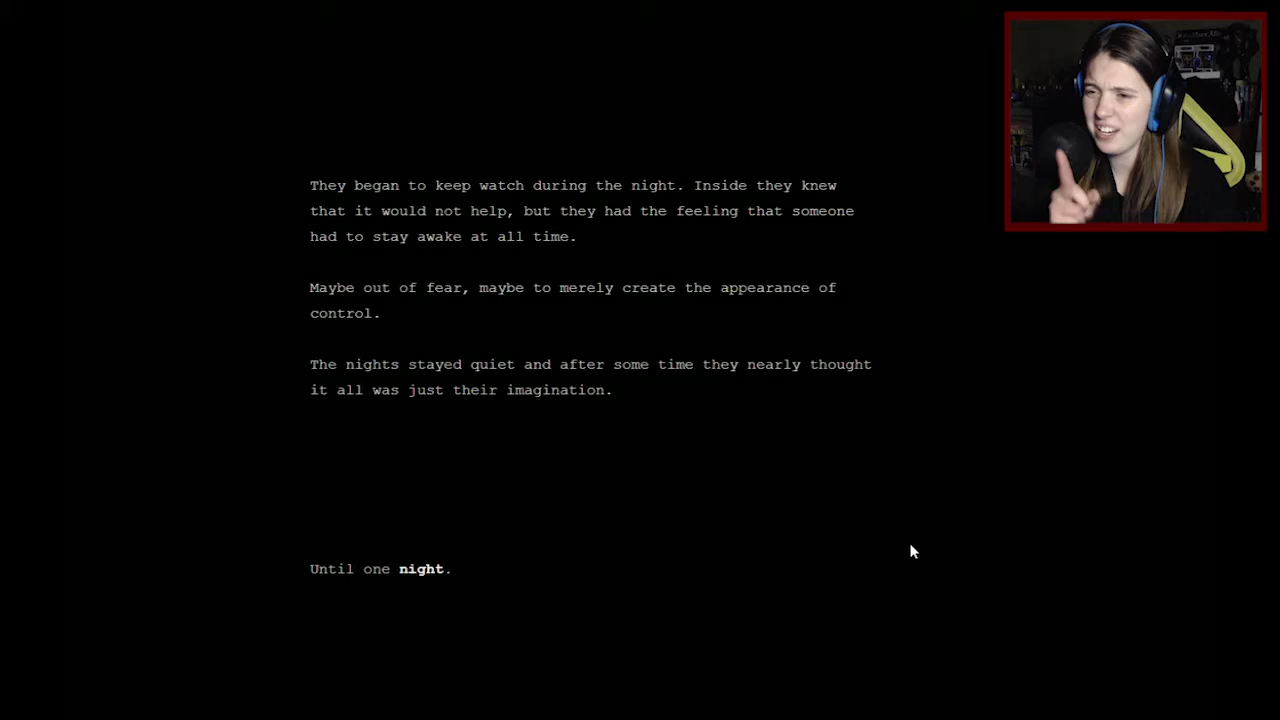 They began to keep watch during the night. Inside they knew
that it would not help, but they had the feeling that someone
had to stay awake at all time.
Maybe out of fear, maybe to merely create the appearance of
control.
The nights stayed quiet and after some time they nearly thought
it all was just their imagination.
Until one night.